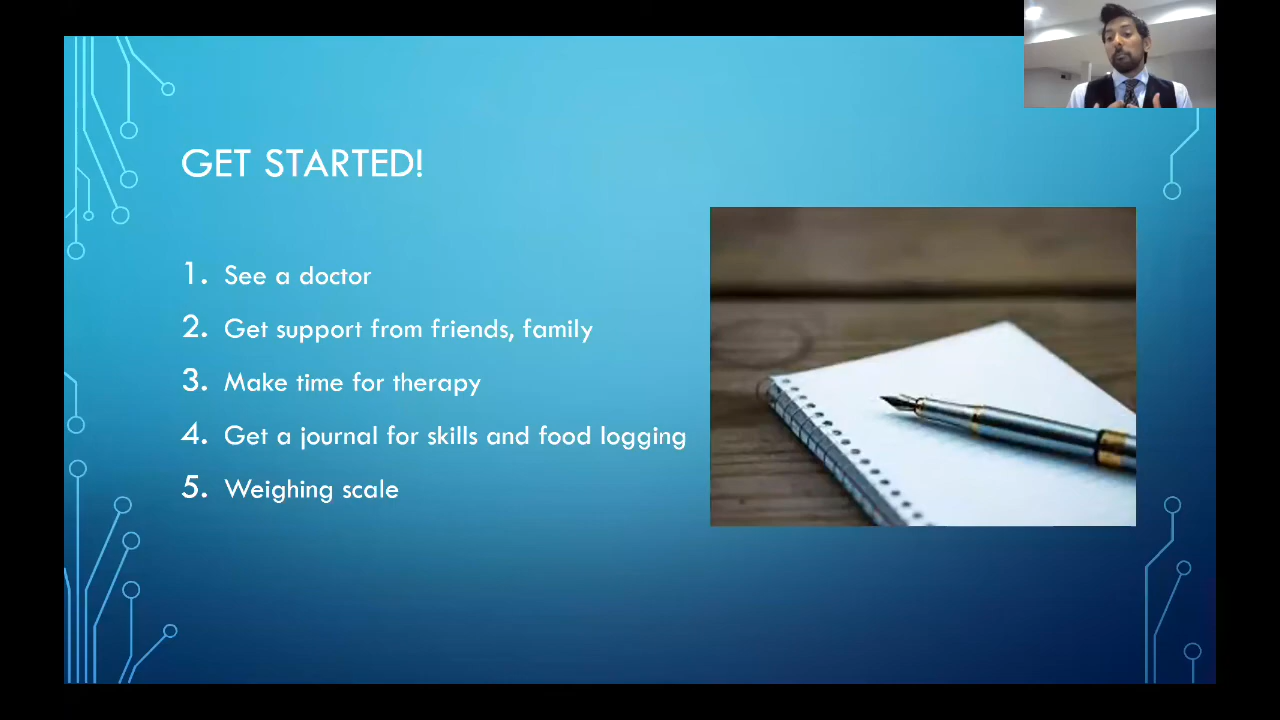 GET STARTED!
1. See a doctor
2. Get support from friends, family
3. Make time for therapy
4. Get a journal for skills and food logging
5. Weighing scale